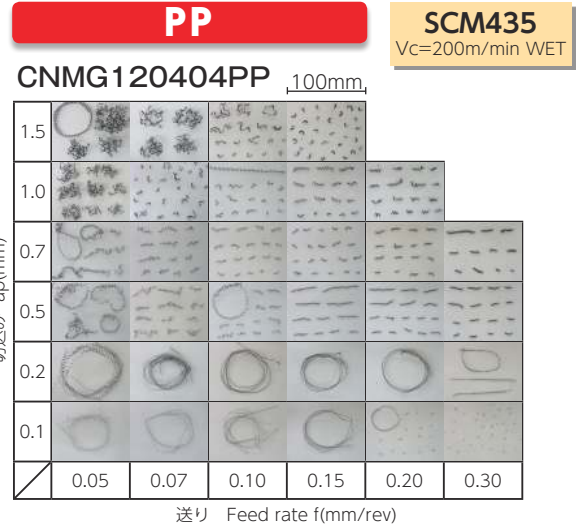 PP
SCM435
Vc=200m/min WET
CNMG120404PP
100mm
1.5
1.0
0.7
0.5
0.2
0.1
0.05 0.07 0.10 0.15 0.20 0.30
送り Feed rate f(mm/rev)